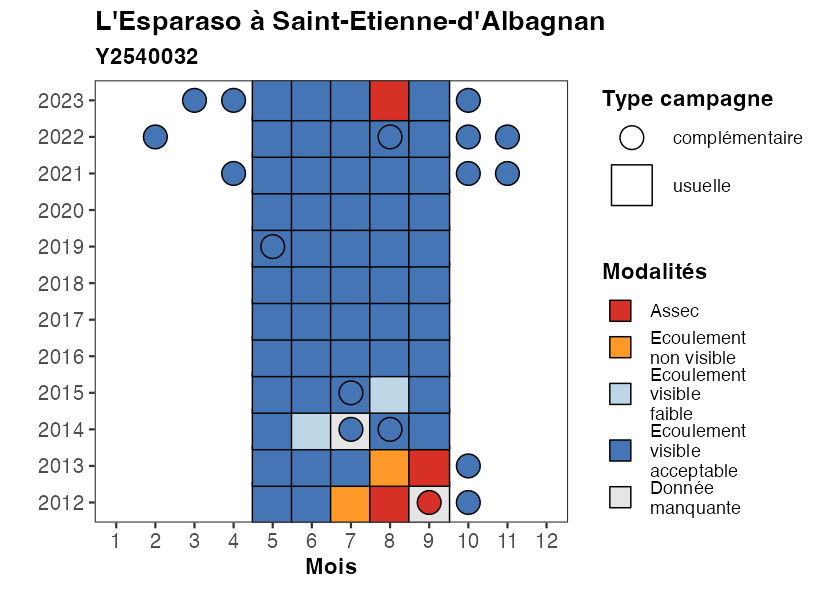 L'Esparaso à Saint-Etienne-d'Albagnan
Y2540032
2023
2022
2021
2020
2019
2018
2017
2016
2015
2014
2013
2012
1 2 3 4 5 6 7 8 9 10 11 12
Mois
Type campagne
complémentaire
usuelle
Modalités
Assec
Ecoulement
non visible
Ecoulement
visible
faible
Ecoulement
visible
acceptable
Donnée
manquante